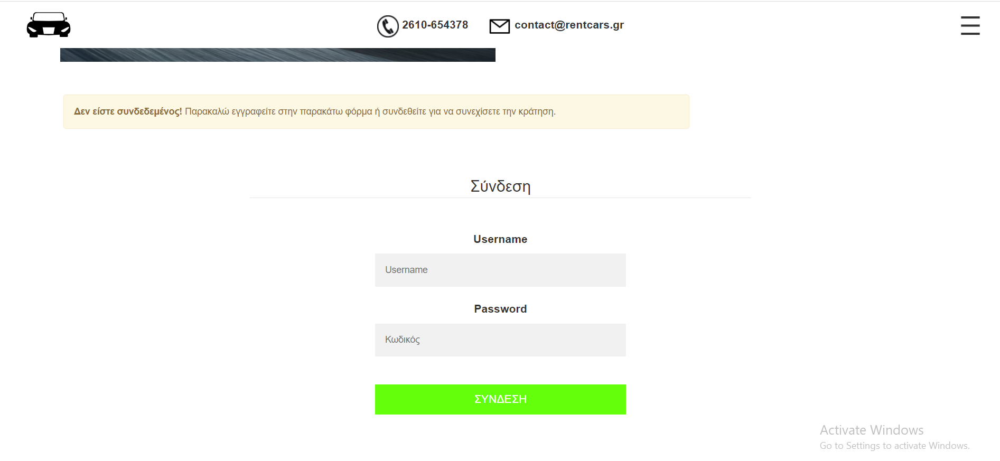 2610-654378 contact@rentcars.gr
Δεν είστε συνδεδεμένος! Παρακαλώ εγγραφείτε στην παρακάτω φόρμα ή συνδεθείτε για να συνεχίσετε την κράτηση.
Σύνδεση
Username
Username
Password
Κωδικός
ΣΥΝΔΕΣΗ
Activate Windows
Go to Settings to activate Windows.